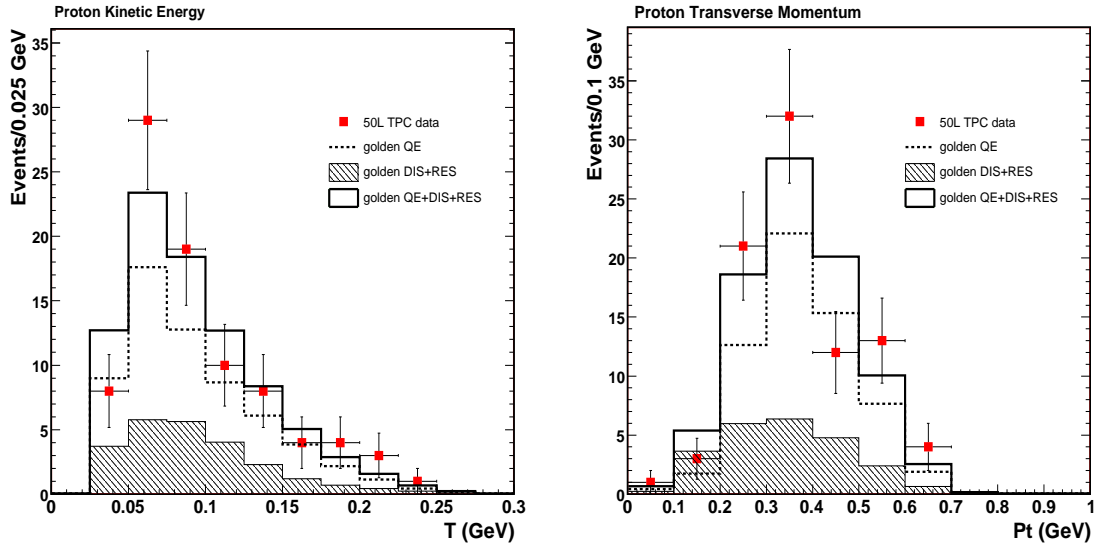 Proton Kinetic Energy
Events/0.025 GeV
35
30
25
20
15
10
5
0
0 0.05 0.1 0.15 0.2 0.25 0.3
T (GeV)
50L TPC data
golden QE
golden DIS+RES
golden QE+DIS+RES
Proton Transverse Momentum
Events/0.1 GeV
35
30
25
20
15
10
5
0
0 0.1 0.2 0.3 0.4 0.5 0.6 0.7 0.8 0.9 1
Pt (GeV)
50L TPC data
golden QE
golden DIS+RES
golden QE+DIS+RES